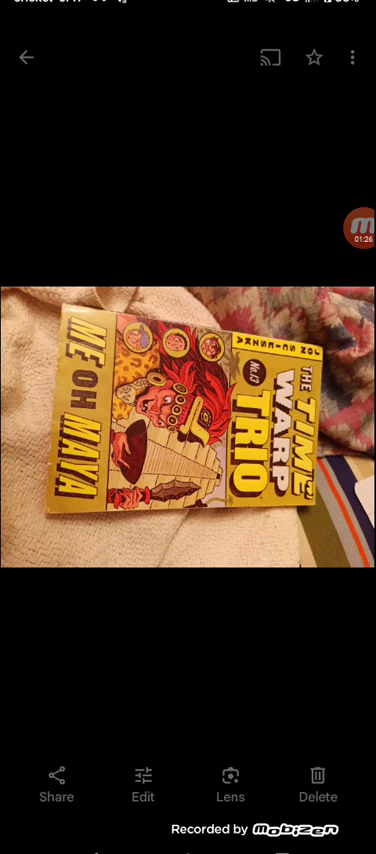 01:26
JON SCIESZKA
THE TIME
WARP
TRIO
No.13
ME OH MAYA
Share
Edit
Lens
Delete
Recorded by MOBIZEN